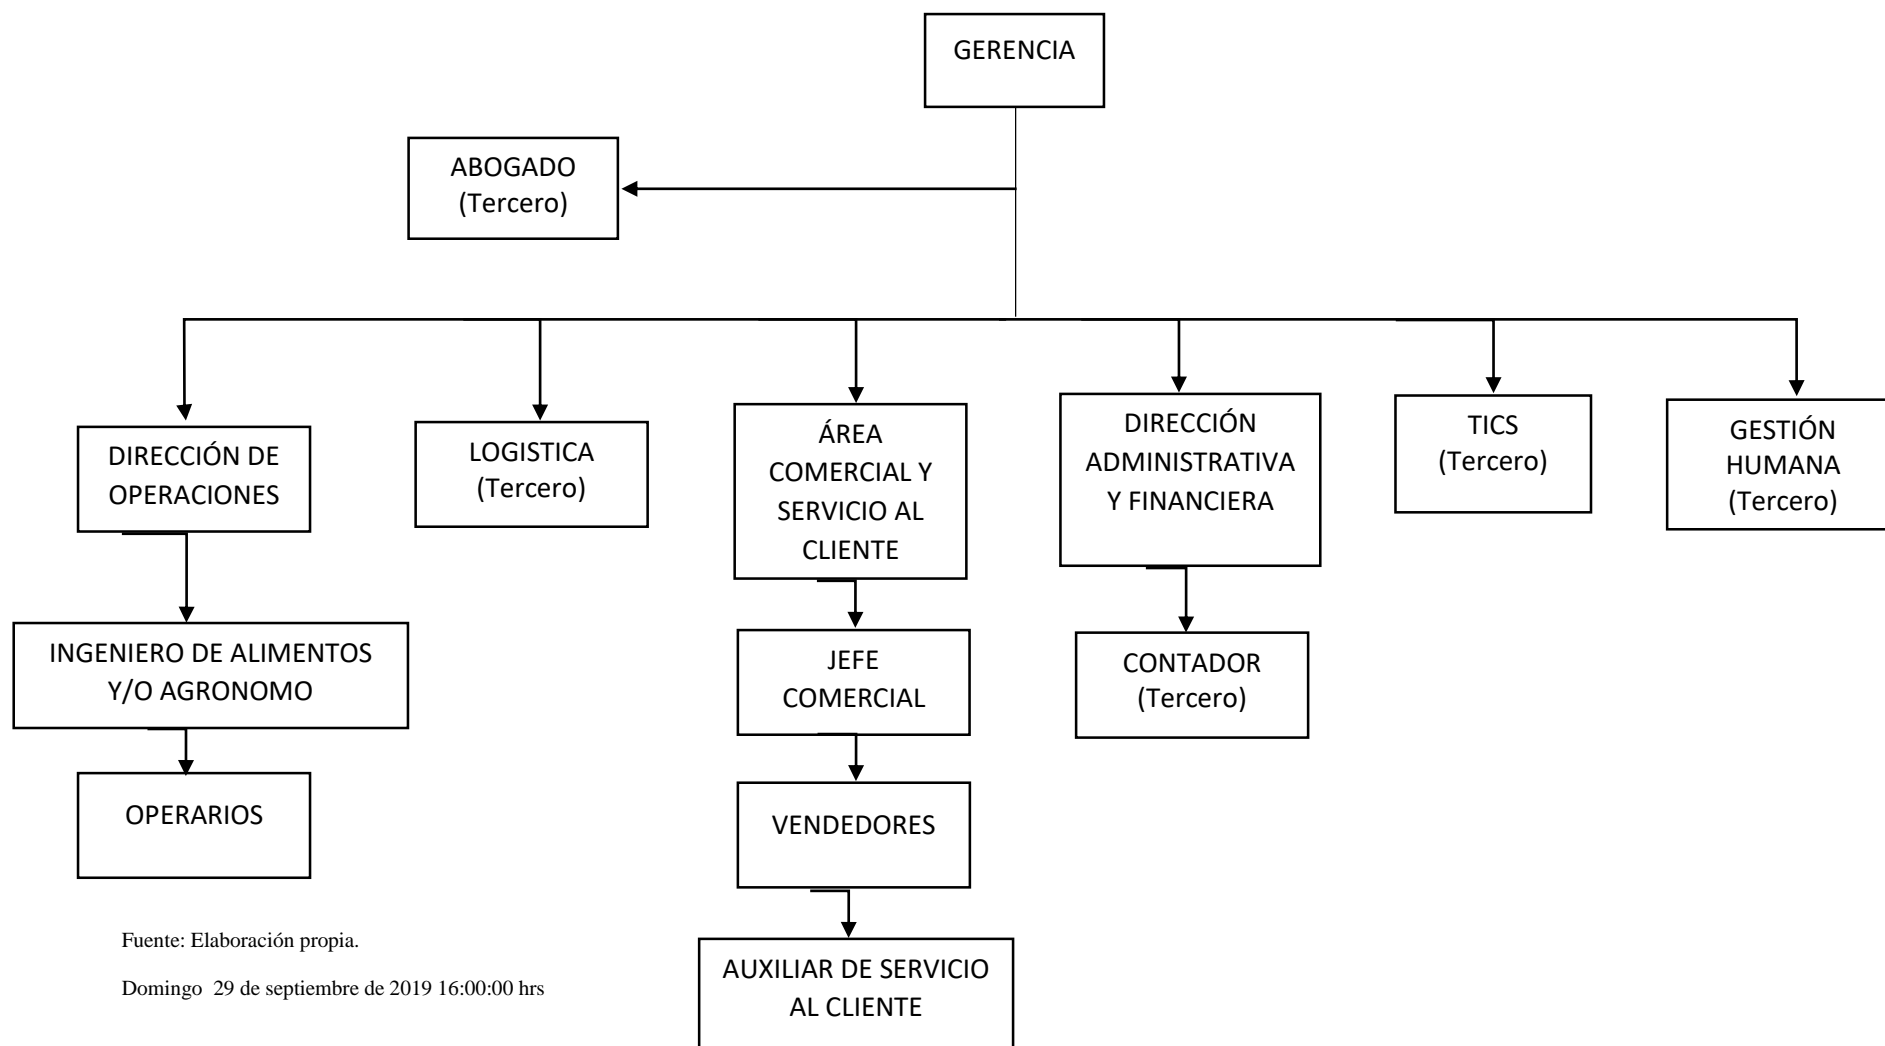 GERENCIA
ABOGADO
(Tercero)
DIRECCIÓN DE
OPERACIONES
LOGISTICA
(Tercero)
ÁREA
COMERCIAL Y
SERVICIO AL
CLIENTE
DIRECCIÓN
ADMINISTRATIVA
Y FINANCIERA
TICS
(Tercero)
GESTIÓN
HUMANA
(Tercero)
INGENIERO DE ALIMENTOS
Y/O AGRONOMO
JEFE
COMERCIAL
CONTADOR
(Tercero)
OPERARIOS
VENDEDORES
AUXILIAR DE SERVICIO
AL CLIENTE
Fuente: Elaboración propia.
Domingo  29 de septiembre de 2019 16:00:00 hrs